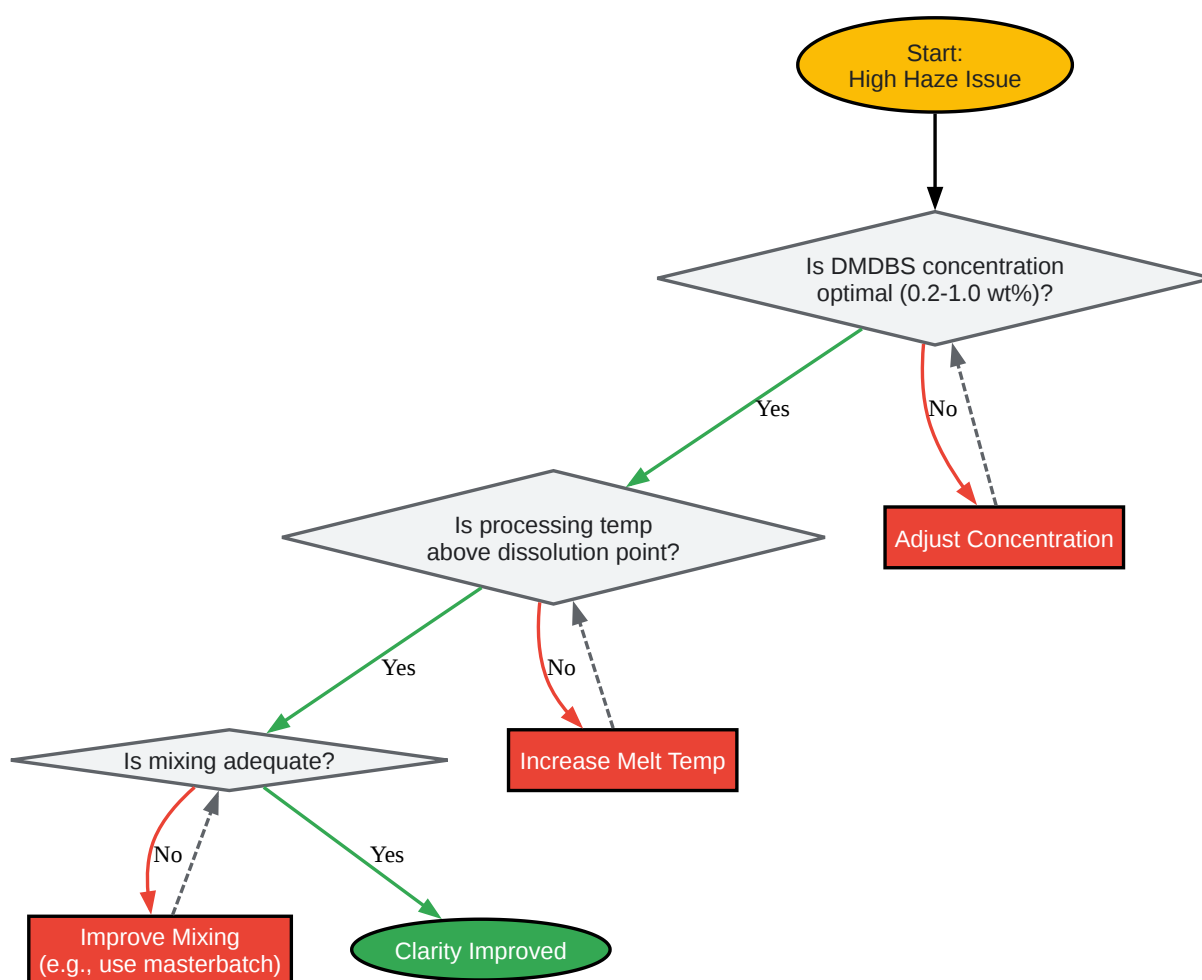 Start:
High Haze Issue
Is DMDBS concentration
optimal (0.2-1.0 wt%)?
Yes
No
Adjust Concentration
Is processing temp
above dissolution point?
Yes
No
Increase Melt Temp
Is mixing adequate?
No
Yes
Improve Mixing
(e.g., use masterbatch)
Clarity Improved